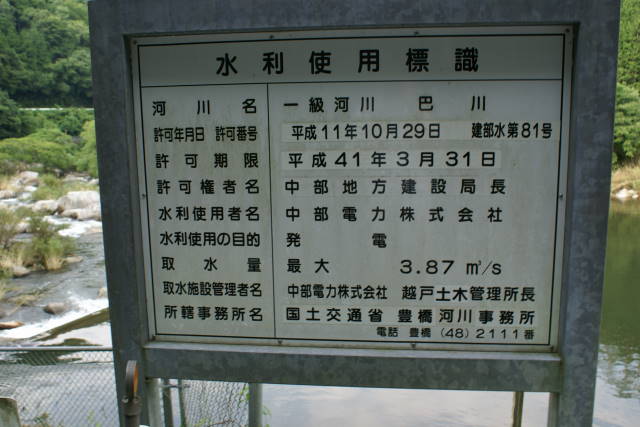 水利使用標識
河川名 一級河川 巴川
許可年月日 許可番号 平成11年10月29日 建部水第81号
許可期限 平成41年3月31日
許可権者名 中部地方建設局長
水利使用者名 中部電力株式会社
水利使用の目的 発電
取水量 最大 3.87 m³/s
取水施設管理者名 中部電力株式会社 越戸土木管理所長
所轄事務所名 国土交通省 豊橋河川事務所
電話 豊橋 (48) 2111番